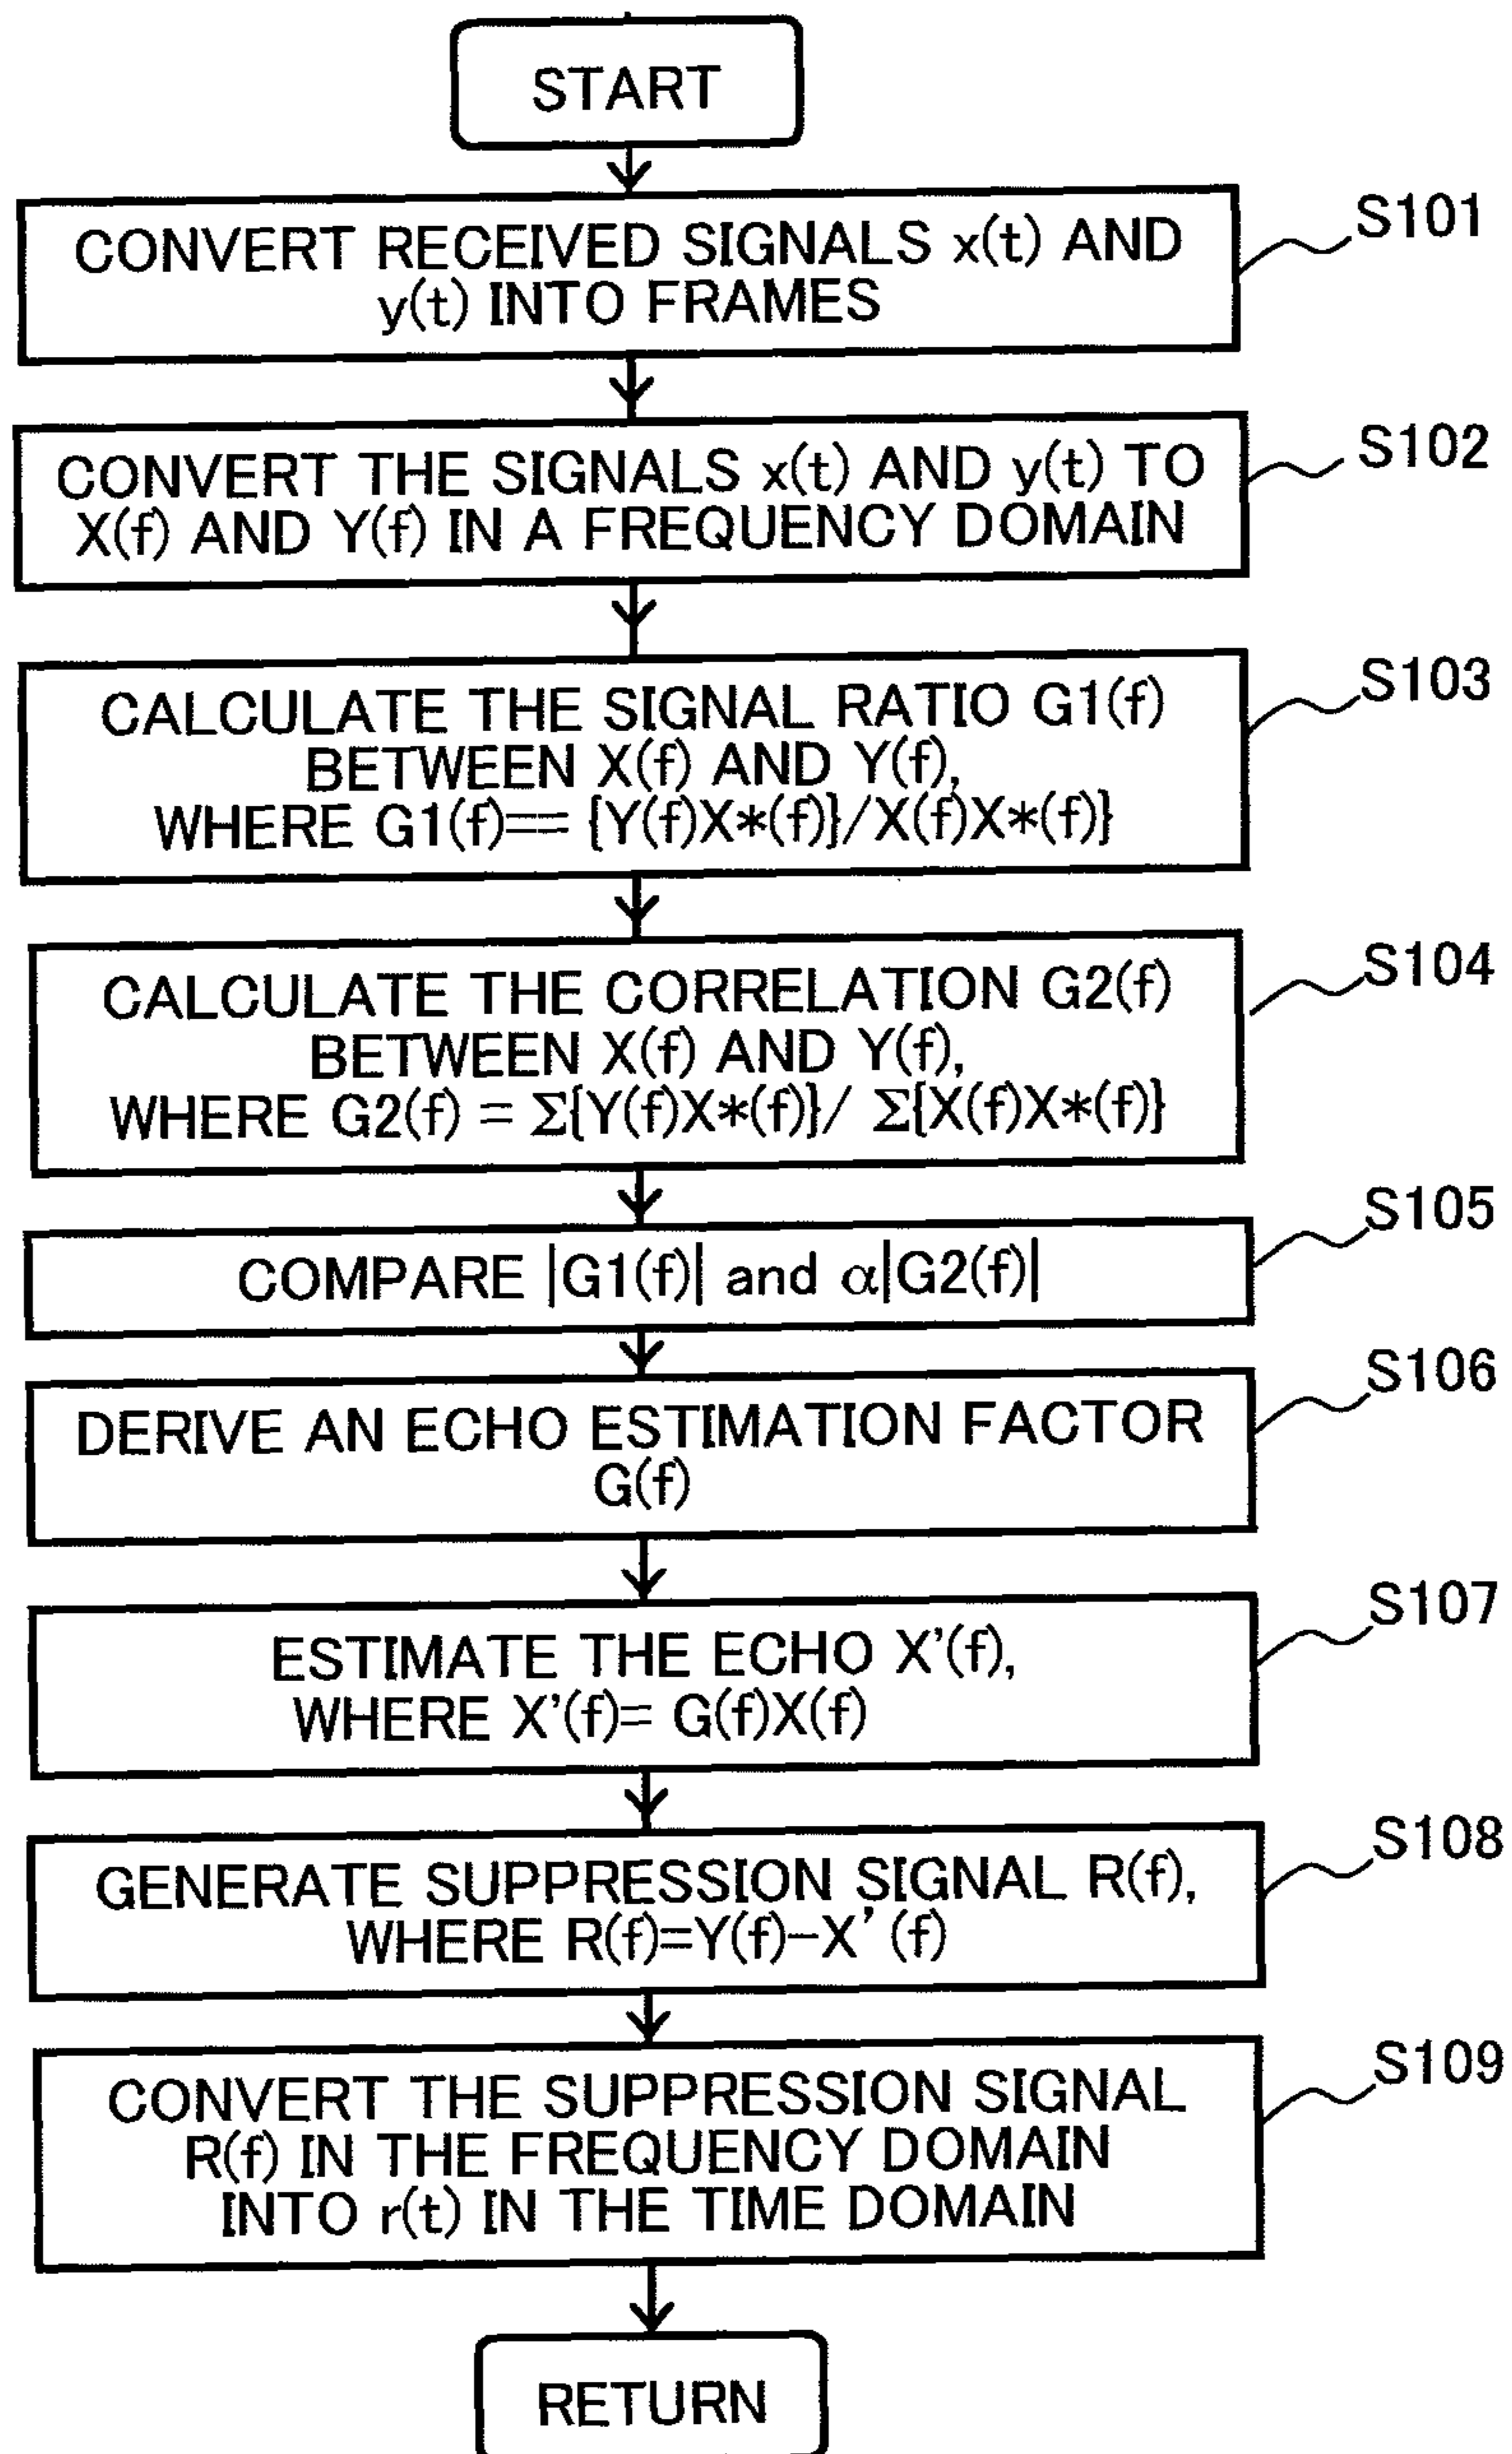 START
CONVERT RECEIVED SIGNALS x(t) AND
y(t) INTO FRAMES
S101
CONVERT THE SIGNALS x(t) AND y(t) TO
X(f) AND Y(f) IN A FREQUENCY DOMAIN
S102
CALCULATE THE SIGNAL RATIO G1(f)
BETWEEN X(f) AND Y(f),
WHERE G1(f)== {Y(f)X*(f)}/X(f)X*(f)}
S103
CALCULATE THE CORRELATION G2(f)
BETWEEN X(f) AND Y(f),
WHERE G2(f) = Σ{Y(f)X*(f)}/ Σ{X(f)X*(f)}
S104
COMPARE |G1(f)| and α|G2(f)|
S105
DERIVE AN ECHO ESTIMATION FACTOR
G(f)
S106
ESTIMATE THE ECHO X'(f),
WHERE X'(f)= G(f)X(f)
S107
GENERATE SUPPRESSION SIGNAL R(f),
WHERE R(f)=Y(f)-X' (f)
S108
CONVERT THE SUPPRESSION SIGNAL
R(f) IN THE FREQUENCY DOMAIN
INTO r(t) IN THE TIME DOMAIN
S109
RETURN